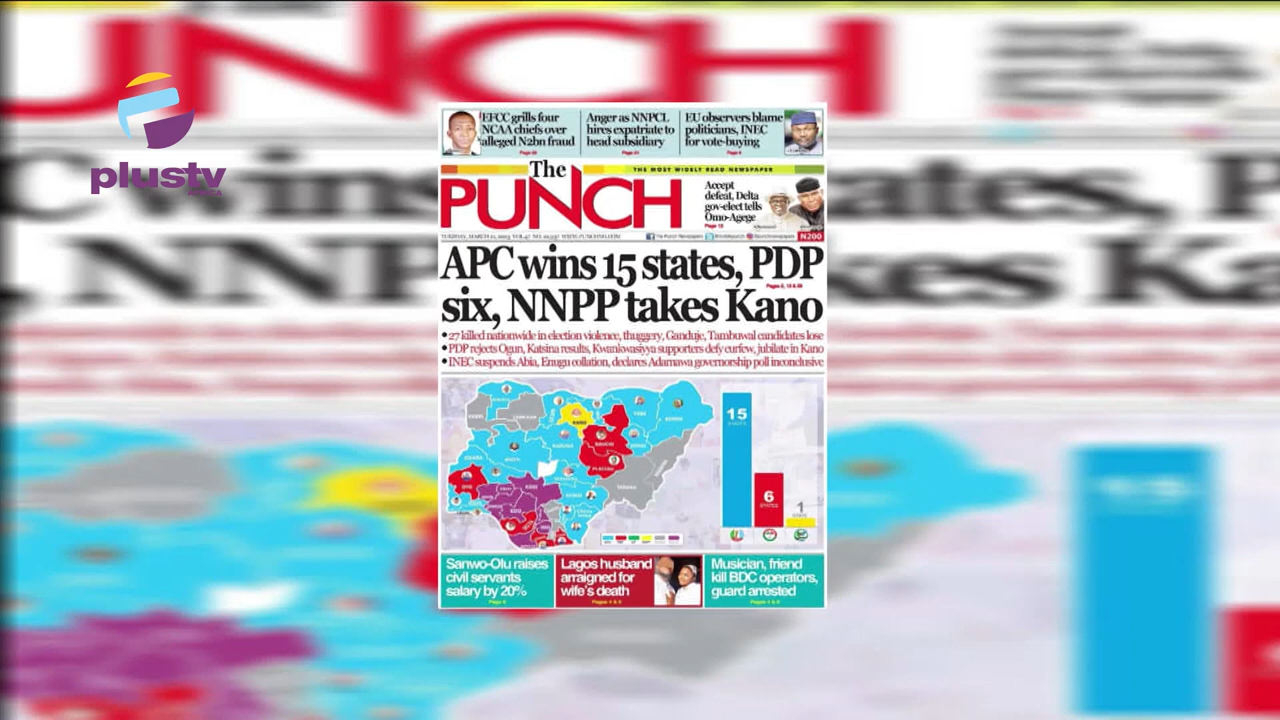 plustv
EFCC grills four
NCAA chiefs over
alleged N2bn fraud
Anger as NNPCL
hires expatriate to
head subsidiary
EU observers blame
politicians, INEC
for vote-buying
The
PUNCH
THE MOST WIDELY READ NEWSPAPER
Accept
defeat, Delta
gov-elect tells
Omo-Agege
N200
APC wins 15 states, PDP
six, NNPP takes Kano
• 27 killed nationwide in election violence, thuggery, Ganduje, Tambuwal candidates lose
• PDP rejects Ogun, Katsina results, Kwankwasiyya supporters defy curfew, jubilate in Kano
• INEC suspends Abia, Enugu collation, declares Adamawa governorship poll inconclusive
KANO
BAUCHI
PLATEAU
TARABA
OYO
EDO
15
STATES
6
STATES
1
Sanwo-Olu raises
civil servants
salary by 20%
Lagos husband
arraigned for
wife's death
Musician, friend
kill BDC operators,
guard arrested